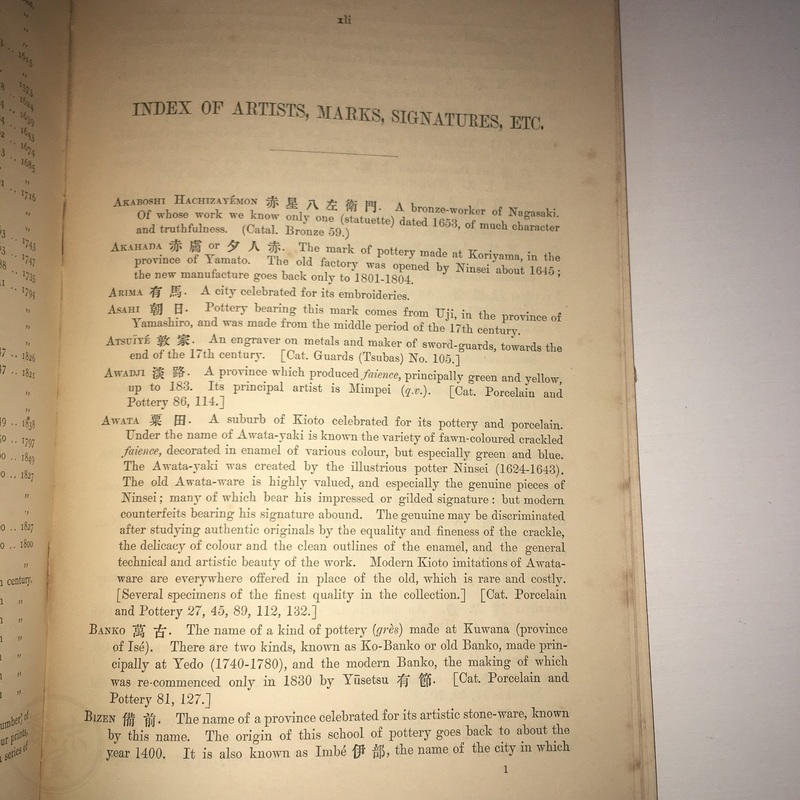 xli
INDEX OF ARTISTS, MARKS, SIGNATURES, ETC.
AKABOSHI HACHIZAYÉMON 赤星八左衛門. A bronze-worker of Nagasaki.
Of whose work we know only one (statuette) dated 1653, of much character
and truthfulness. (Catal. Bronze 59.)
AKAHADA 赤膚 or 夕人赤. The mark of pottery made at Koriyama, in the
province of Yamato. The old factory was opened by Ninsei about 1645;
the new manufacture goes back only to 1801-1804.
ARIMA 有馬. A city celebrated for its embroideries.
ASAHI 朝日. Pottery bearing this mark comes from Uji, in the province of
Yamashiro, and was made from the middle period of the 17th century.
ATSUÏYÉ 敦家. An engraver on metals and maker of sword-guards, towards the
end of the 17th century. [Cat. Guards (Tsubas) No. 105.]
AWADJI 淡路. A province which produced faïence, principally green and yellow,
up to 183. Its principal artist is Mimpei (q.v.). [Cat. Porcelain and
Pottery 86, 114.]
AWATA 粟田. A suburb of Kioto celebrated for its pottery and porcelain.
Under the name of Awata-yaki is known the variety of fawn-coloured crackled
faïence, decorated in enamel of various colour, but especially green and blue.
The Awata-yaki was created by the illustrious potter Ninsei (1624-1643).
The old Awata-ware is highly valued, and especially the genuine pieces of
Ninsei; many of which bear his impressed or gilded signature: but modern
counterfeits bearing his signature abound. The genuine may be discriminated
after studying authentic originals by the equality and fineness of the crackle,
the delicacy of colour and the clean outlines of the enamel, and the general
technical and artistic beauty of the work. Modern Kioto imitations of Awata-
ware are everywhere offered in place of the old, which is rare and costly.
[Several specimens of the finest quality in the collection.] [Cat. Porcelain
and Pottery 27, 45, 89, 112, 132.]
BANKO 萬古. The name of a kind of pottery (grès) made at Kuwana (province
of Isé). There are two kinds, known as Ko-Banko or old Banko, made prin-
cipally at Yedo (1740-1780), and the modern Banko, the making of which
was re-commenced only in 1830 by Yūsetsu 有節. [Cat. Porcelain and
Pottery 81, 127.]
BIZEN 備前. The name of a province celebrated for its artistic stone-ware, known
by this name. The origin of this school of pottery goes back to about the
year 1400. It is also known as Imbé 伊部, the name of the city in which
1